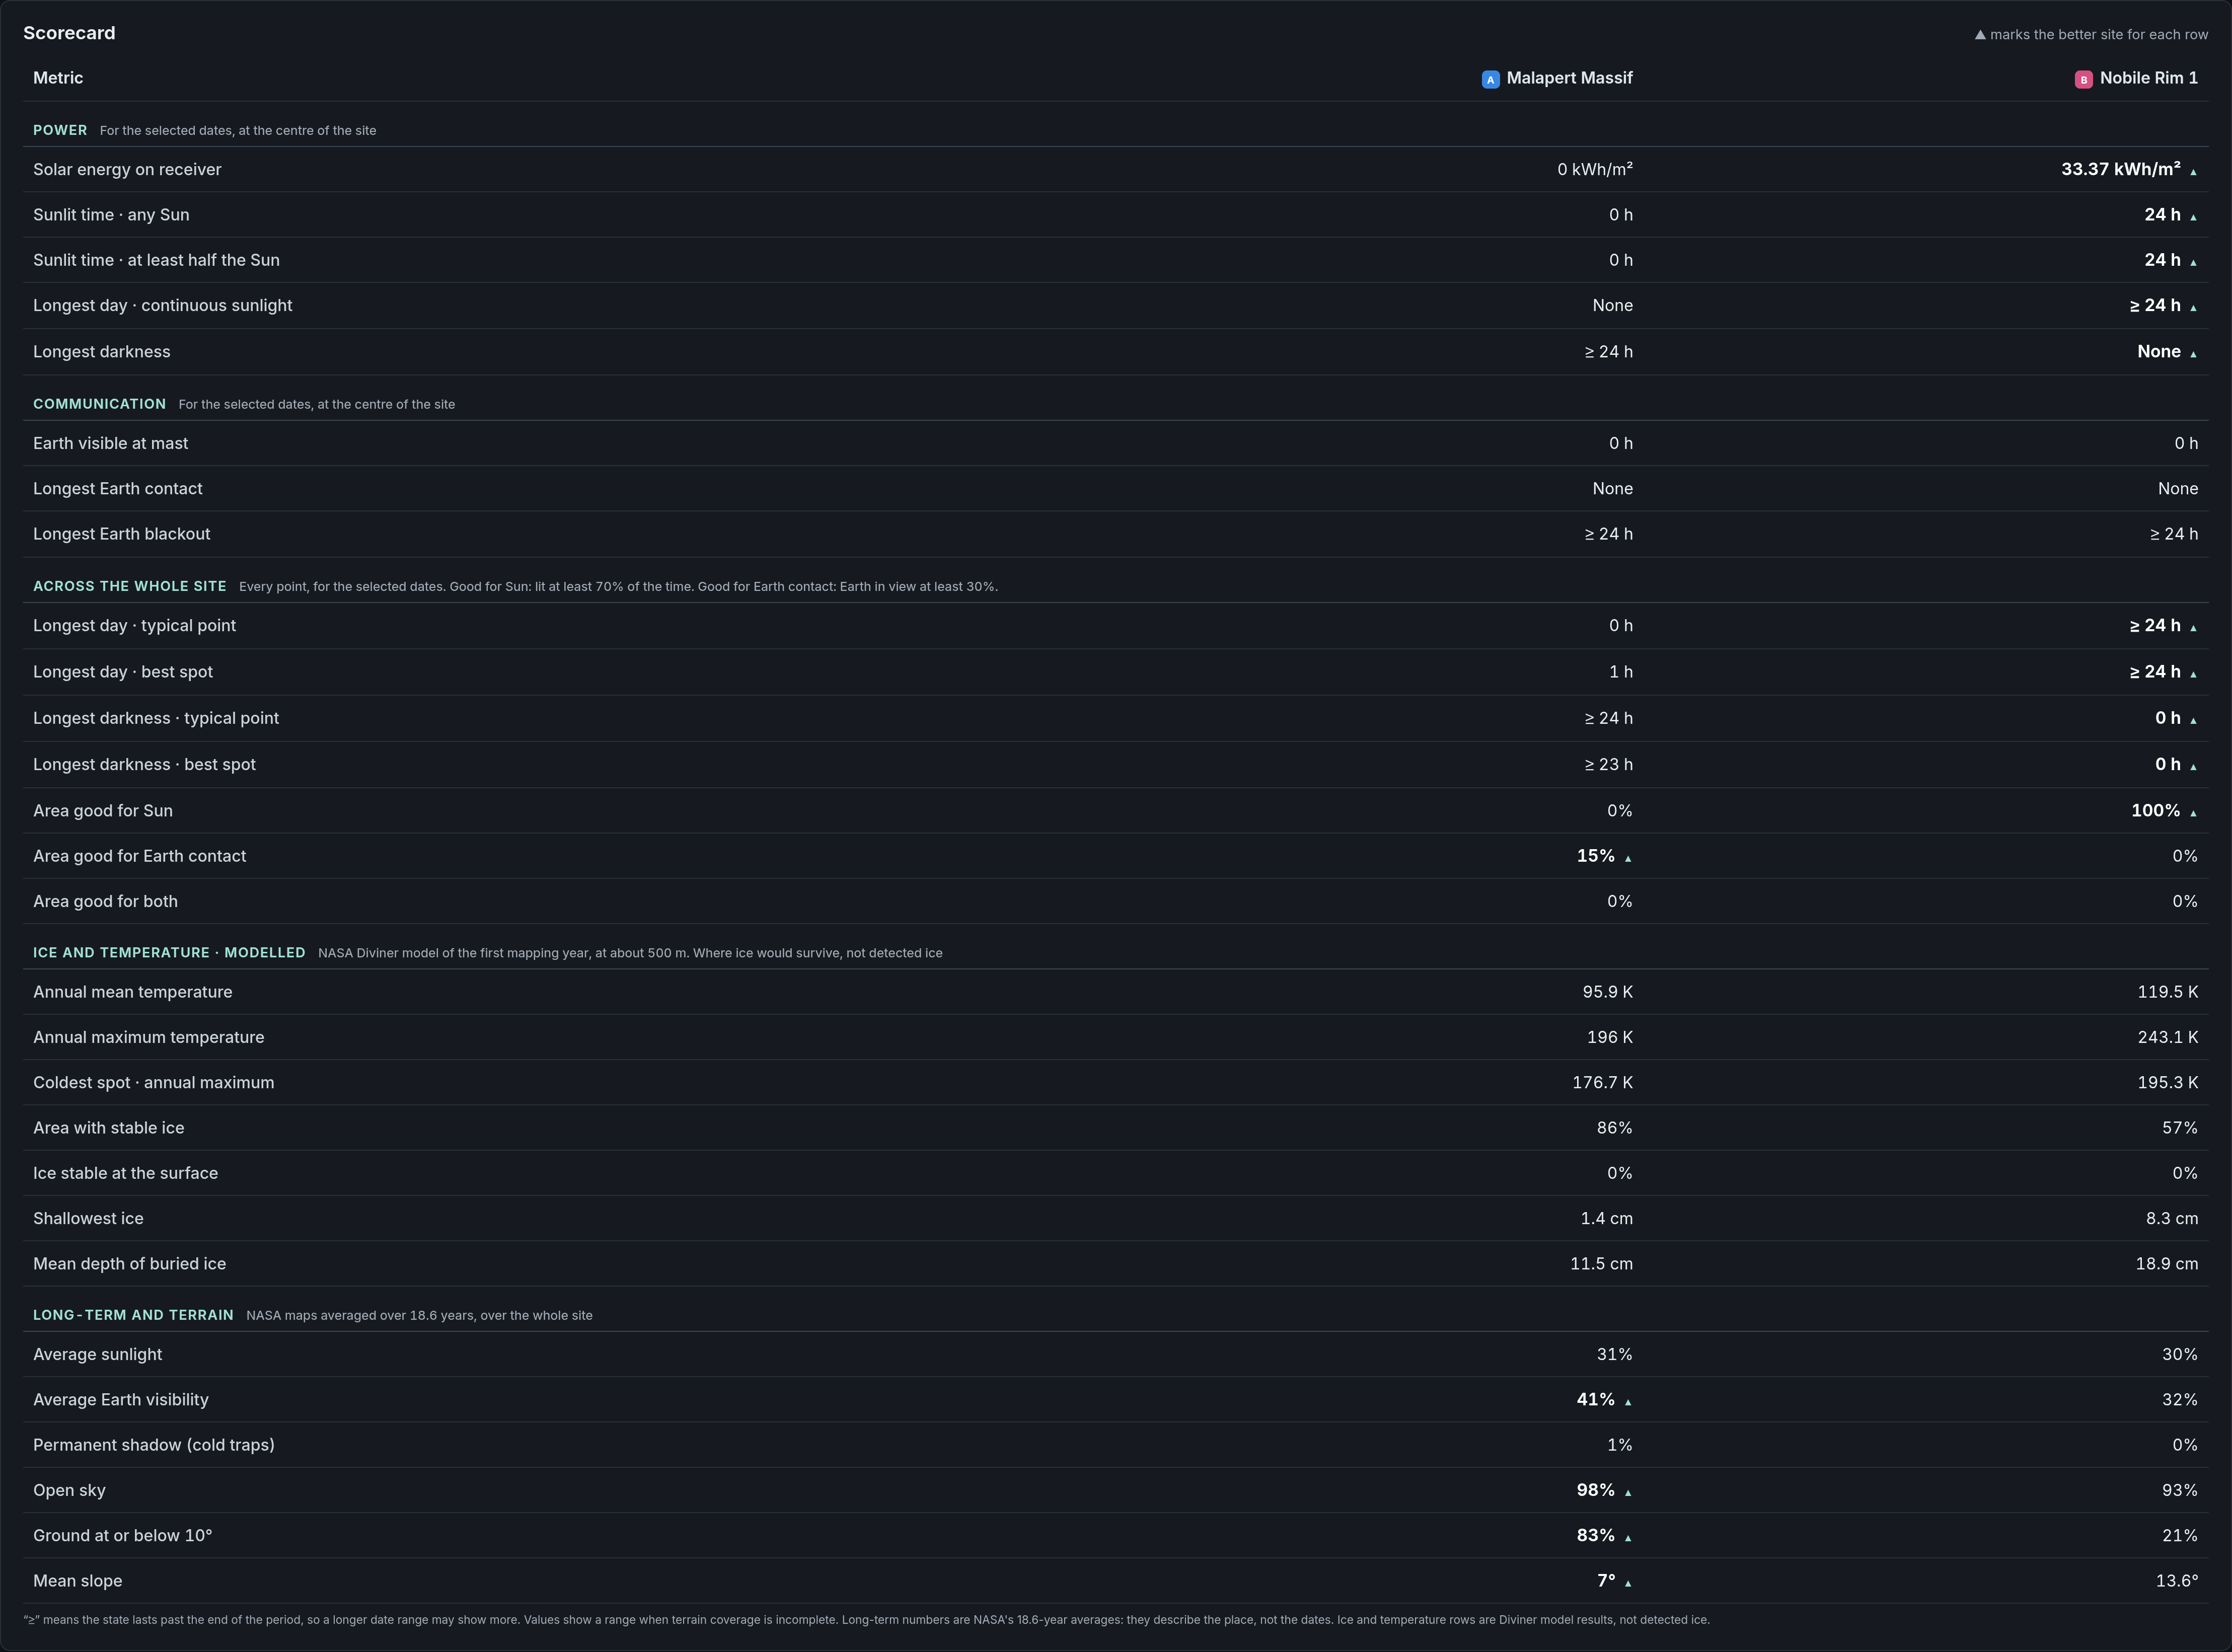 Scorecard
▲ marks the better site for each row
Metric A Malapert Massif B Nobile Rim 1
POWER For the selected dates, at the centre of the site
Solar energy on receiver 0 kWh/m² 33.37 kWh/m² ▲
Sunlit time · any Sun 0 h 24 h ▲
Sunlit time · at least half the Sun 0 h 24 h ▲
Longest day · continuous sunlight None ≥ 24 h ▲
Longest darkness ≥ 24 h None ▲
COMMUNICATION For the selected dates, at the centre of the site
Earth visible at mast 0 h 0 h
Longest Earth contact None None
Longest Earth blackout ≥ 24 h ≥ 24 h
ACROSS THE WHOLE SITE Every point, for the selected dates. Good for Sun: lit at least 70% of the time. Good for Earth contact: Earth in view at least 30%.
Longest day · typical point 0 h ≥ 24 h ▲
Longest day · best spot 1 h ≥ 24 h ▲
Longest darkness · typical point ≥ 24 h 0 h ▲
Longest darkness · best spot ≥ 23 h 0 h ▲
Area good for Sun 0% 100% ▲
Area good for Earth contact 15% ▲ 0%
Area good for both 0% 0%
ICE AND TEMPERATURE · MODELLED NASA Diviner model of the first mapping year, at about 500 m. Where ice would survive, not detected ice
Annual mean temperature 95.9 K 119.5 K
Annual maximum temperature 196 K 243.1 K
Coldest spot · annual maximum 176.7 K 195.3 K
Area with stable ice 86% 57%
Ice stable at the surface 0% 0%
Shallowest ice 1.4 cm 8.3 cm
Mean depth of buried ice 11.5 cm 18.9 cm
LONG-TERM AND TERRAIN NASA maps averaged over 18.6 years, over the whole site
Average sunlight 31% 30%
Average Earth visibility 41% ▲ 32%
Permanent shadow (cold traps) 1% 0%
Open sky 98% ▲ 93%
Ground at or below 10° 83% ▲ 21%
Mean slope 7° ▲ 13.6°
“≥” means the state lasts past the end of the period, so a longer date range may show more. Values show a range when terrain coverage is incomplete. Long-term numbers are NASA's 18.6-year averages: they describe the place, not the dates. Ice and temperature rows are Diviner model results, not detected ice.